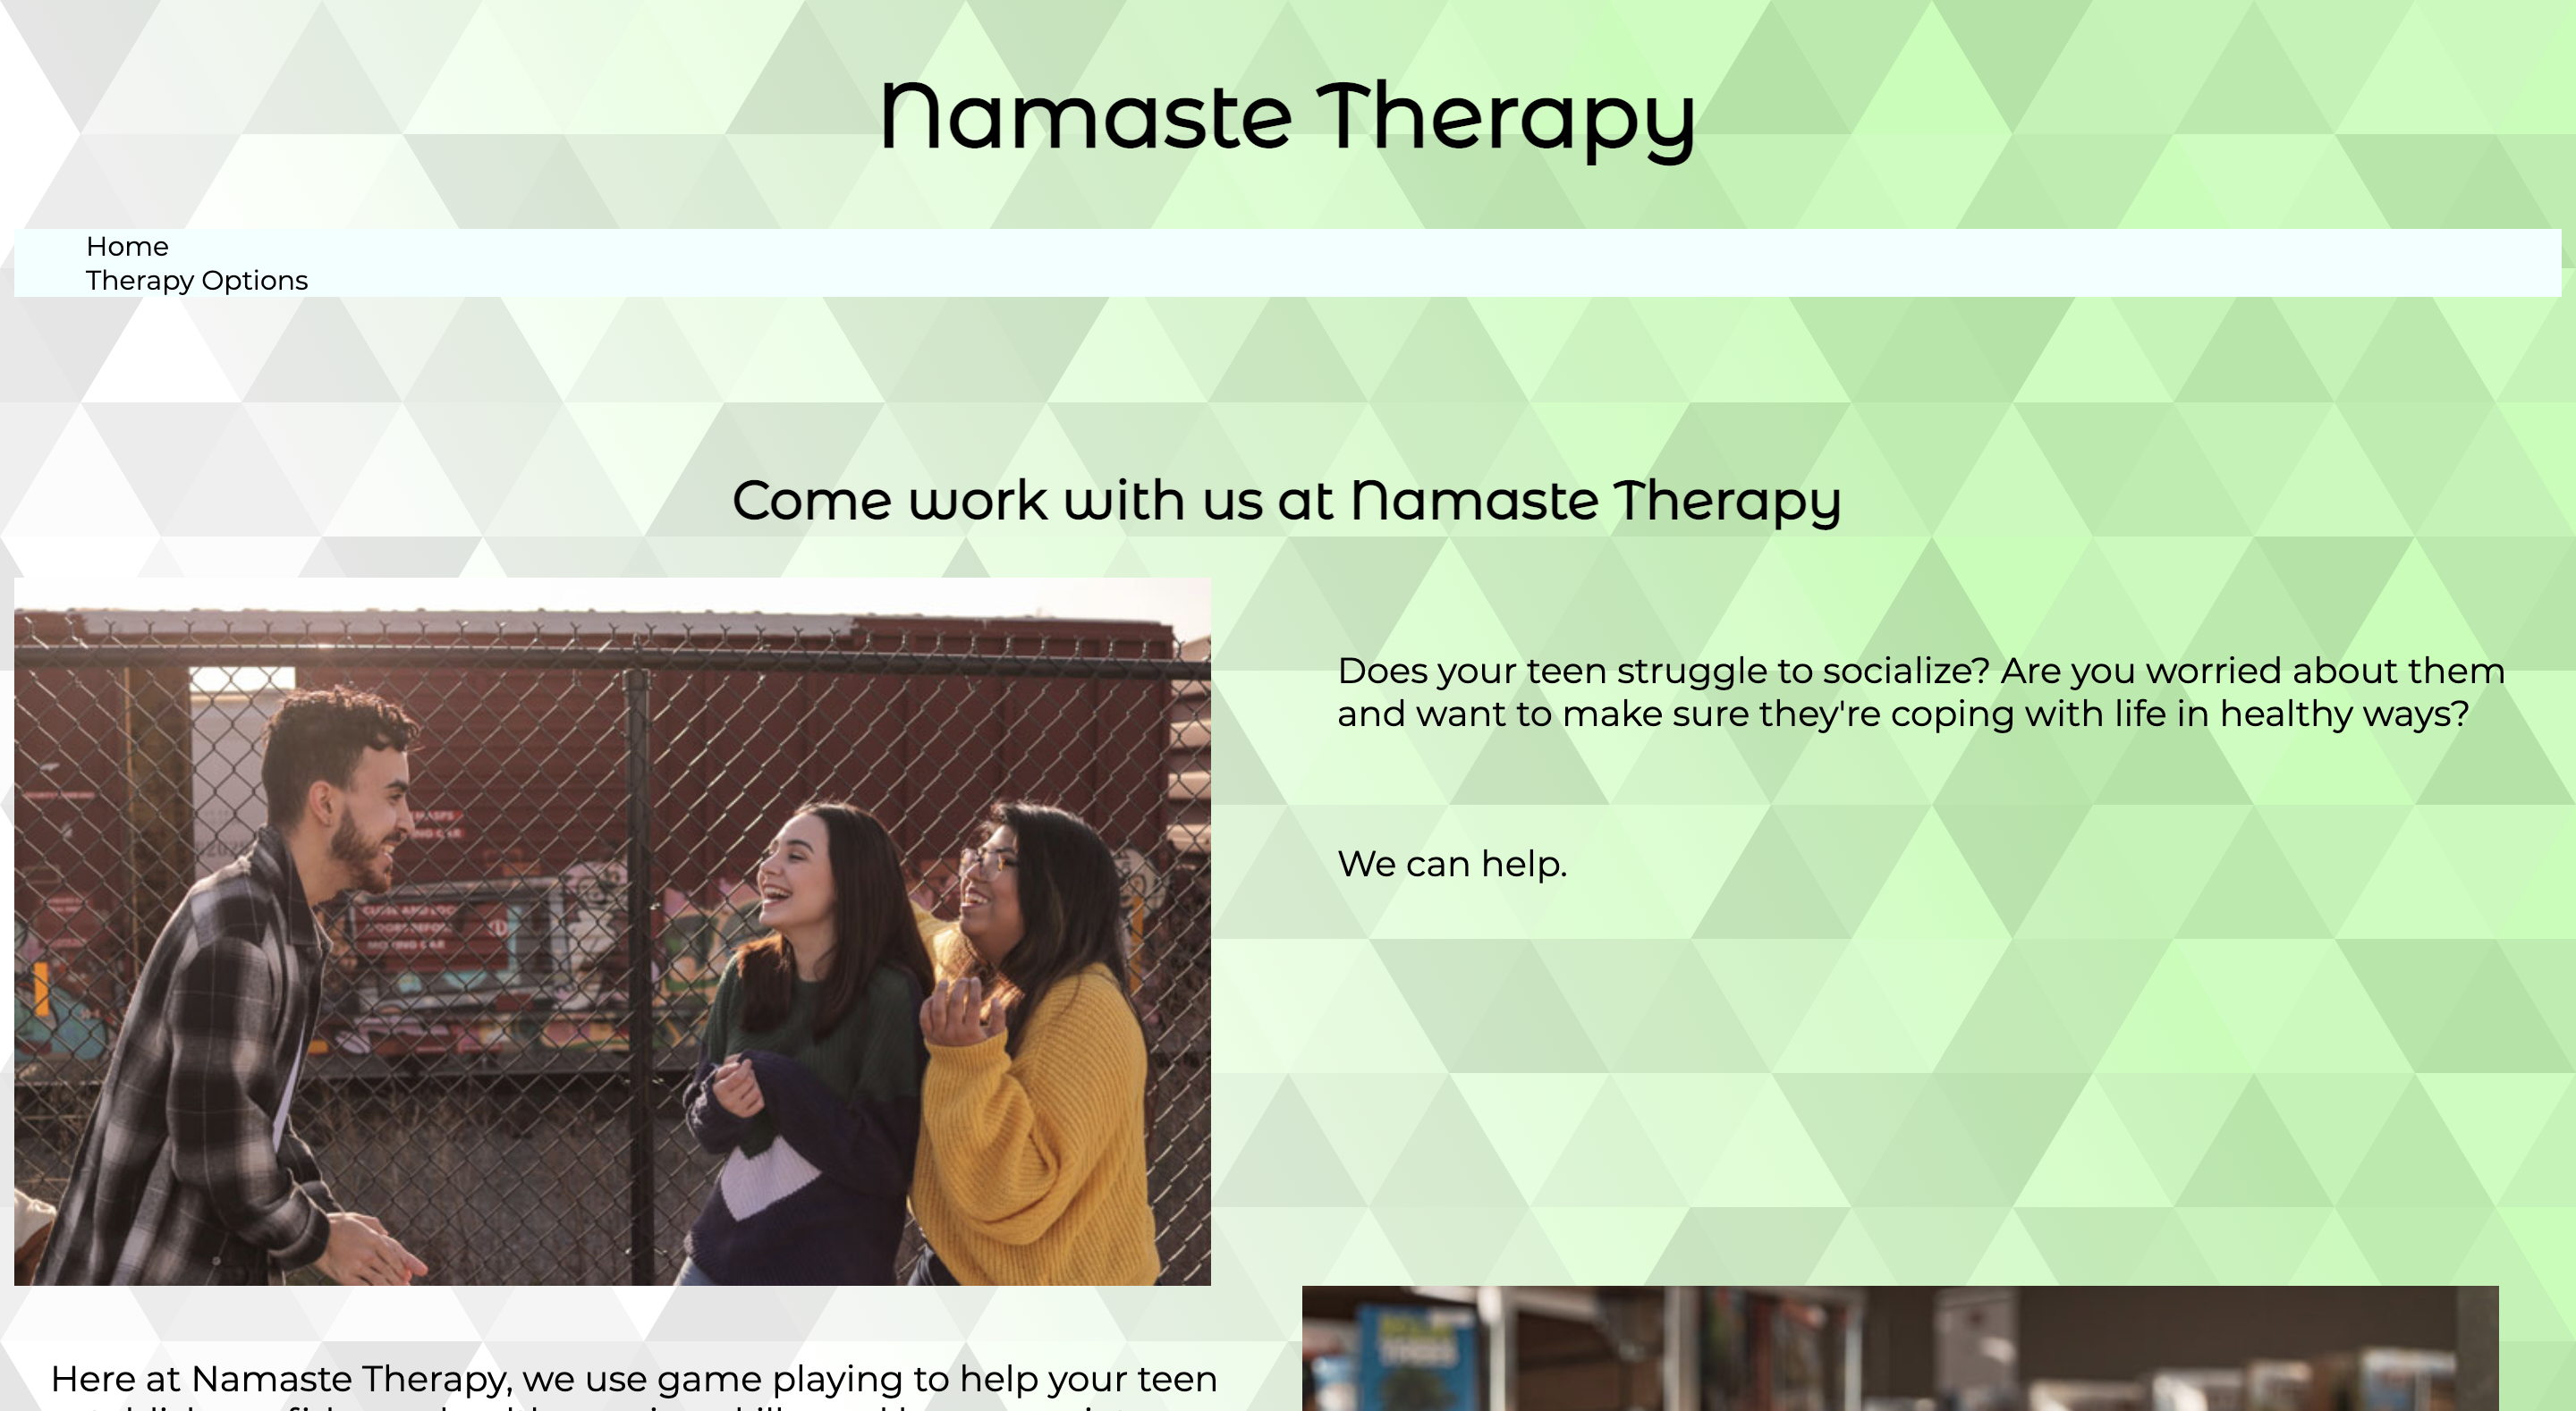 Namaste Therapy
Home
Therapy Options
Come work with us at Namaste Therapy
Does your teen struggle to socialize? Are you worried about them
and want to make sure they're coping with life in healthy ways?
We can help.
Here at Namaste Therapy, we use game playing to help your teen